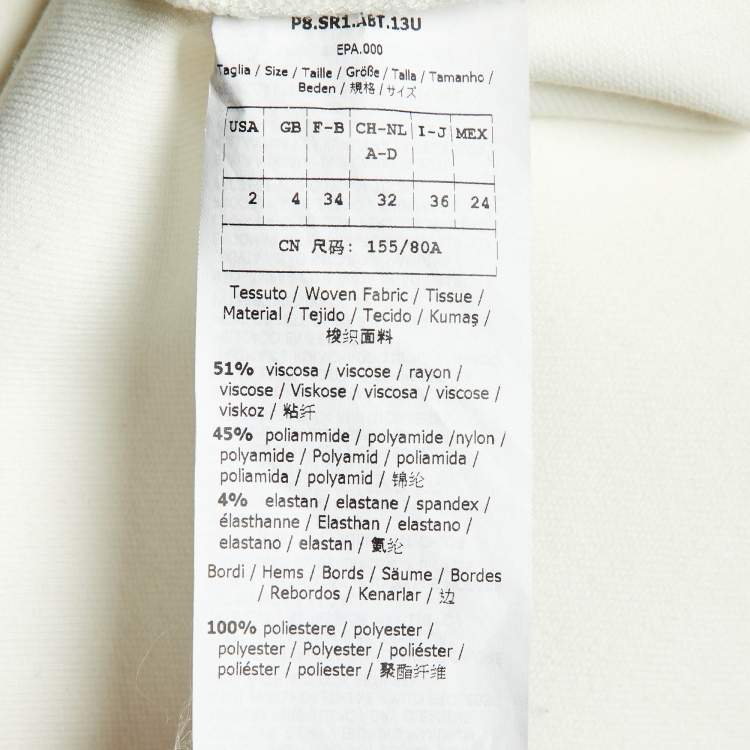 P8.SR1.ABT.13U
EPA.000
Taglia / Size / Taille / Größe / Talla / Tamanho /
Beden / 规格 / サイズ
USA GB F-B CH-NL I-J MEX
A-D
2 4 34 32 36 24
CN 尺码: 155/80A
Tessuto / Woven Fabric / Tissue /
Material / Tejido / Tecido / Kumaş /
梭织面料
51% viscosa / viscose / rayon /
viscose / Viskose / viscosa / viscose /
viskoz / 粘纤
45% poliammide / polyamide /nylon /
polyamide / Polyamid / poliamida /
poliamida / polyamid / 锦纶
4% elastan / elastane / spandex /
élasthanne / Elasthan / elastano /
elastano / elastan / 氨纶
Bordi / Hems / Bords / Säume / Bordes
/ Rebordos / Kenarlar / 边
100% poliestere / polyester /
polyester / Polyester / poliéster /
poliéster / poliester / 聚酯纤维